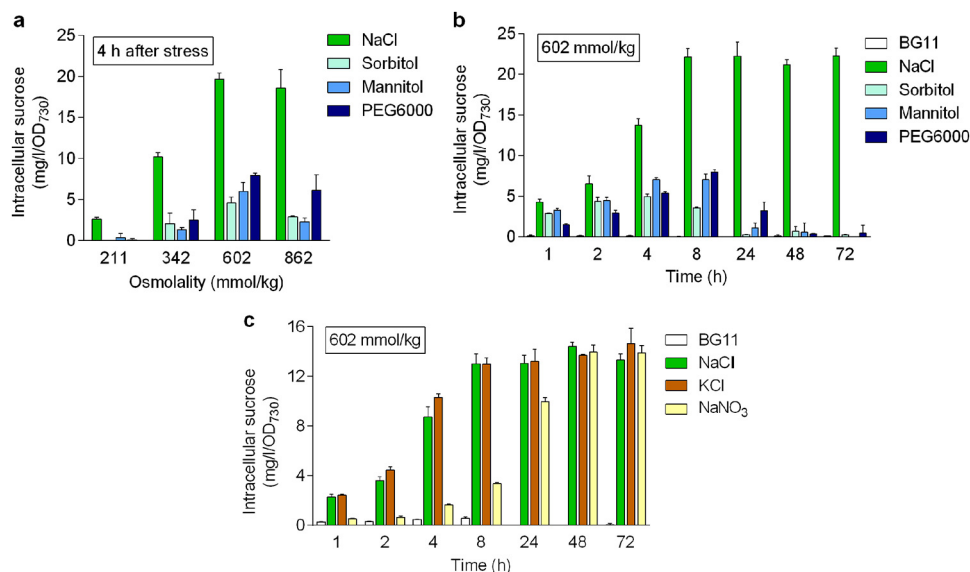 a
4 h after stress
NaCl
Sorbitol
Mannitol
PEG6000
Intracellular sucrose
(mg/l/OD730)
25
20
15
10
5
0
211 342 602 862
Osmolality (mmol/kg)
b
602 mmol/kg
BG11
NaCl
Sorbitol
Mannitol
PEG6000
Intracellular sucrose
(mg/l/OD730)
25
20
15
10
5
0
1 2 4 8 24 48 72
Time (h)
c
602 mmol/kg
BG11
NaCl
KCl
NaNO3
Intracellular sucrose
(mg/l/OD730)
16
12
8
4
0
1 2 4 8 24 48 72
Time (h)